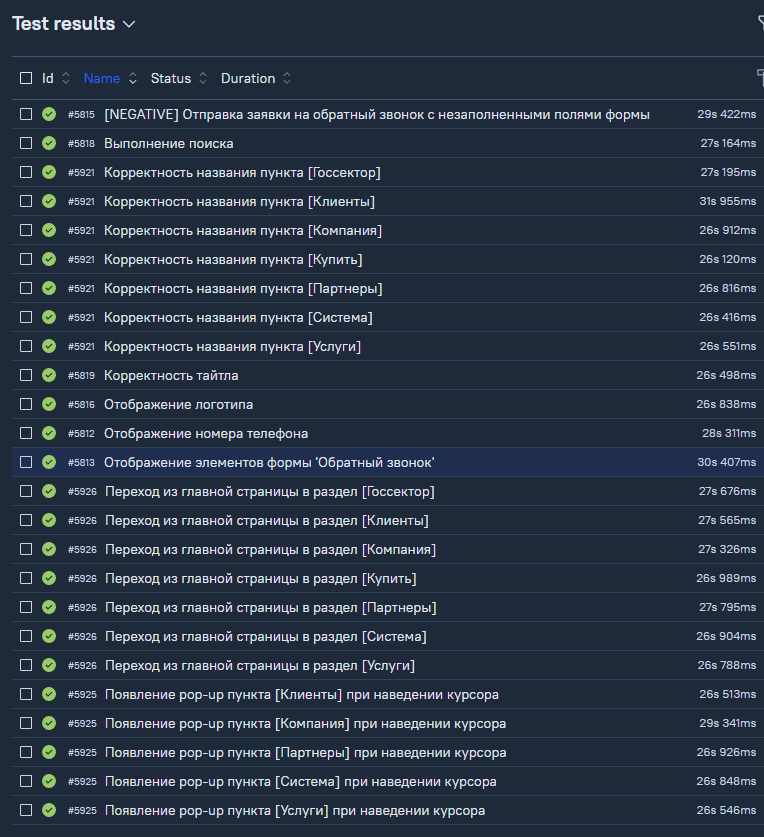 Test results
Id Name Status Duration
#5815 [NEGATIVE] Отправка заявки на обратный звонок с незаполненными полями формы 29s 422ms
#5818 Выполнение поиска 27s 164ms
#5921 Корректность названия пункта [Госсектор] 27s 195ms
#5921 Корректность названия пункта [Клиенты] 31s 955ms
#5921 Корректность названия пункта [Компания] 26s 912ms
#5921 Корректность названия пункта [Купить] 26s 120ms
#5921 Корректность названия пункта [Партнеры] 26s 816ms
#5921 Корректность названия пункта [Система] 26s 416ms
#5921 Корректность названия пункта [Услуги] 26s 551ms
#5819 Корректность тайтла 26s 498ms
#5816 Отображение логотипа 26s 838ms
#5812 Отображение номера телефона 28s 311ms
#5813 Отображение элементов формы 'Обратный звонок' 30s 407ms
#5926 Переход из главной страницы в раздел [Госсектор] 27s 676ms
#5926 Переход из главной страницы в раздел [Клиенты] 27s 565ms
#5926 Переход из главной страницы в раздел [Компания] 27s 326ms
#5926 Переход из главной страницы в раздел [Купить] 26s 989ms
#5926 Переход из главной страницы в раздел [Партнеры] 27s 795ms
#5926 Переход из главной страницы в раздел [Система] 26s 904ms
#5926 Переход из главной страницы в раздел [Услуги] 26s 788ms
#5925 Появление pop-up пункта [Клиенты] при наведении курсора 26s 513ms
#5925 Появление pop-up пункта [Компания] при наведении курсора 29s 341ms
#5925 Появление pop-up пункта [Партнеры] при наведении курсора 26s 926ms
#5925 Появление pop-up пункта [Система] при наведении курсора 26s 848ms
#5925 Появление pop-up пункта [Услуги] при наведении курсора 26s 546ms